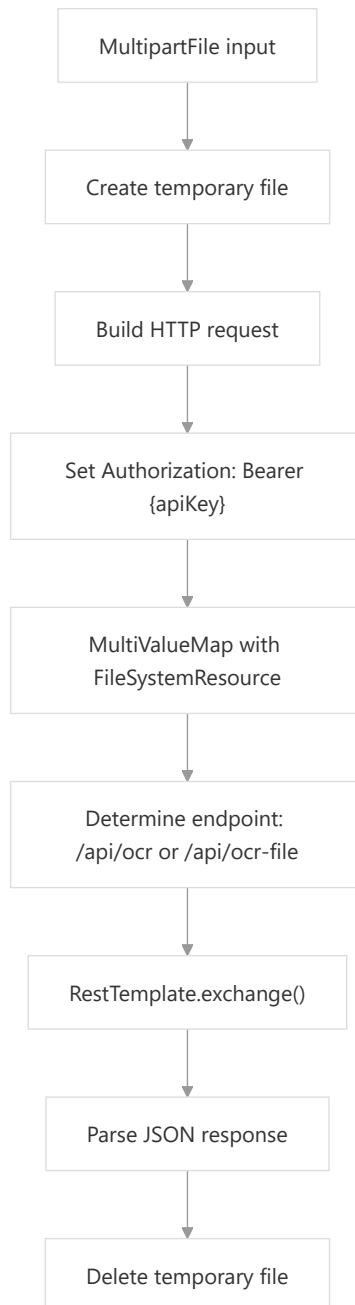 MultipartFile input
Create temporary file
Build HTTP request
Set Authorization: Bearer
{apiKey}
MultiValueMap with
FileSystemResource
Determine endpoint:
/api/ocr or /api/ocr-file
RestTemplate.exchange()
Parse JSON response
Delete temporary file